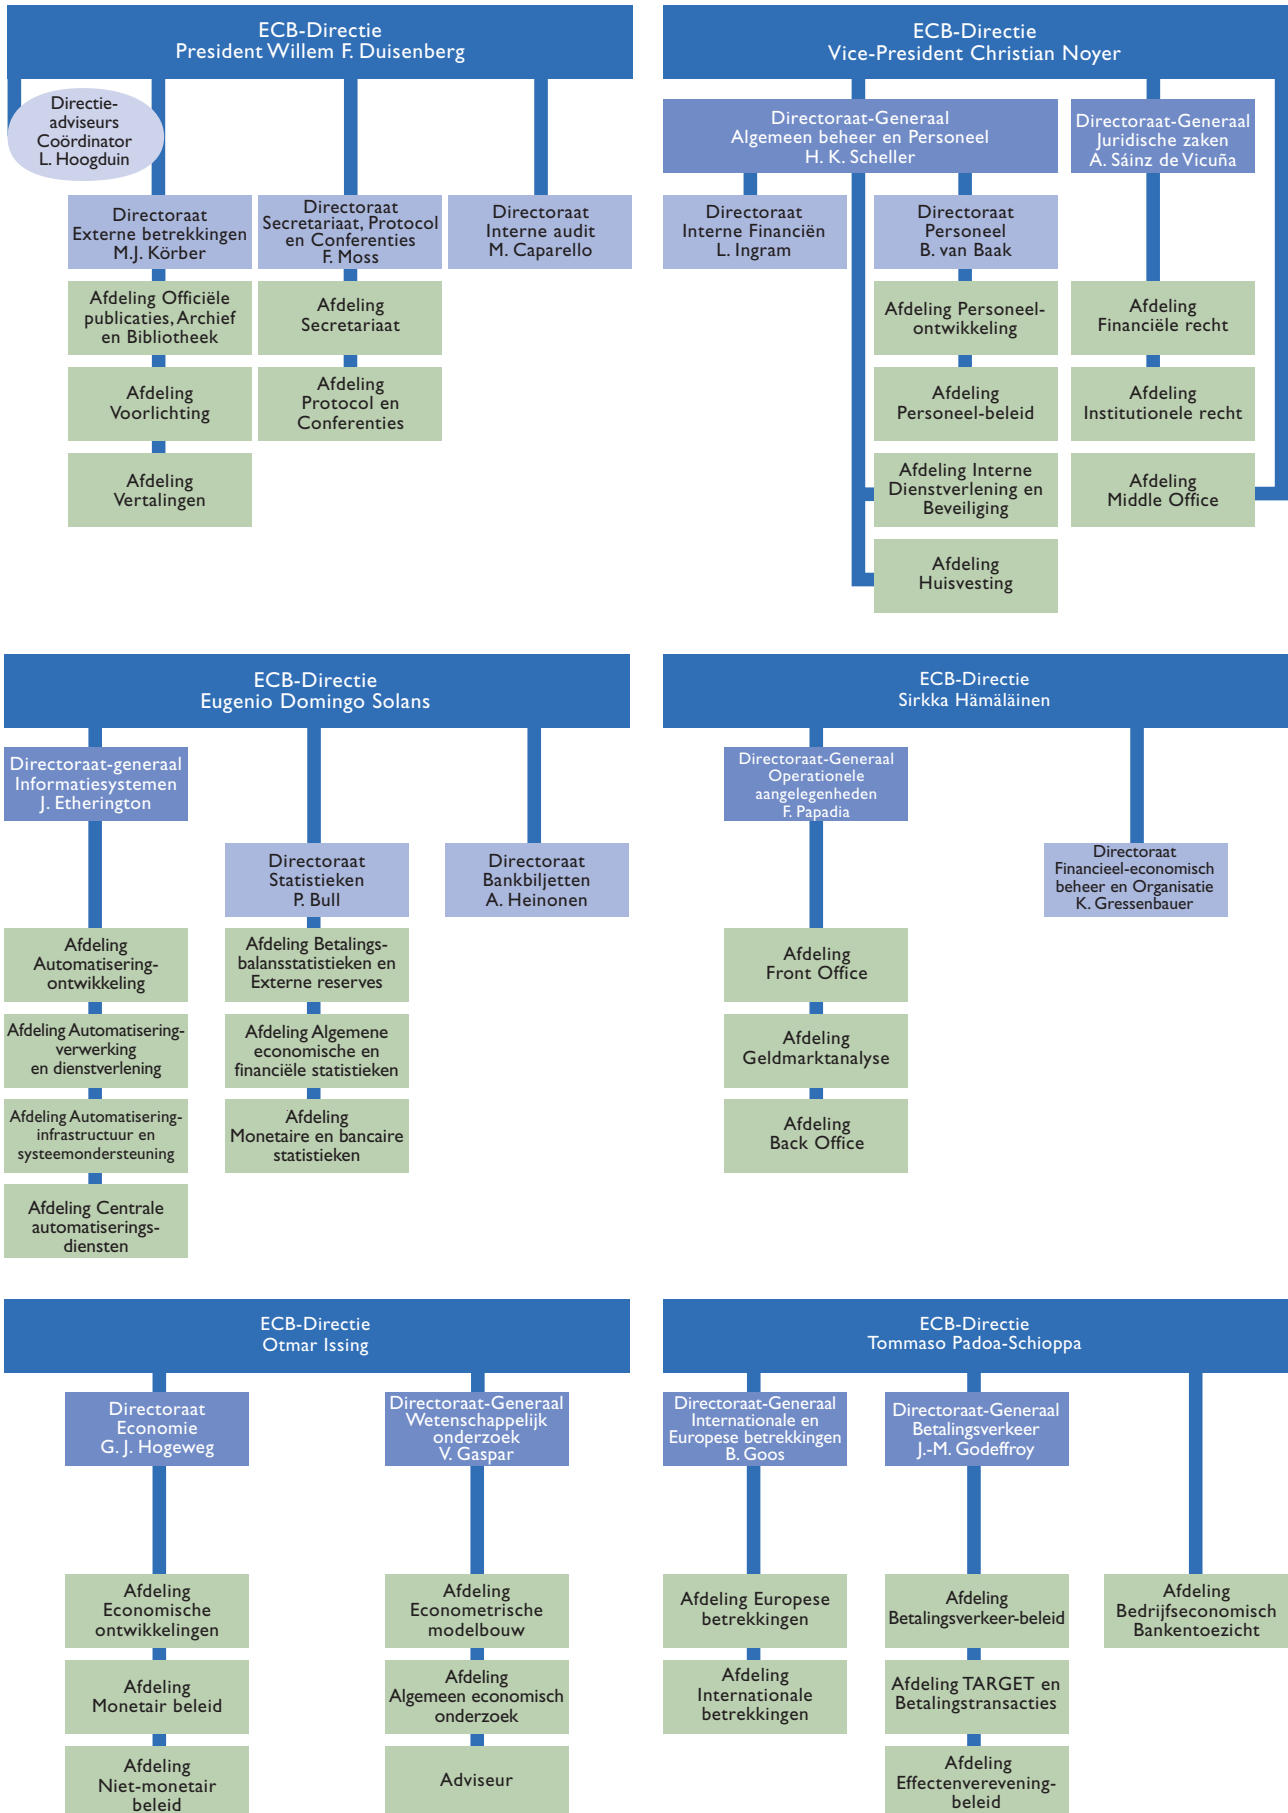 ECB-Directie
President Willem F. Duisenberg
Directie-
adviseurs
Coördinator
L. Hoogduin
Directoraat
Externe betrekkingen
M.J. Körber
Afdeling Officiële
publicaties, Archief
en Bibliotheek
Afdeling
Voorlichting
Afdeling
Vertalingen
Directoraat
Secretariaat, Protocol
en Conferenties
F. Moss
Afdeling
Secretariaat
Afdeling
Protocol en
Conferenties
Directoraat
Interne audit
M. Caparello
ECB-Directie
Vice-President Christian Noyer
Directoraat-Generaal
Algemeen beheer en Personeel
H. K. Scheller
Directoraat
Interne Financiën
L. Ingram
Directoraat
Personeel
B. van Baak
Afdeling Personeel-
ontwikkeling
Afdeling
Personeel-beleid
Afdeling Interne
Dienstverlening en
Beveiliging
Afdeling
Huisvesting
Directoraat-Generaal
Juridische zaken
A. Sáinz de Vicuña
Afdeling
Financiële recht
Afdeling
Institutionele recht
Afdeling
Middle Office
ECB-Directie
Eugenio Domingo Solans
Directoraat-generaal
Informatiesystemen
J. Etherington
Afdeling
Automatisering-
ontwikkeling
Afdeling Automatisering-
verwerking
en dienstverlening
Afdeling Automatisering-
infrastructuur en
systeemondersteuning
Afdeling Centrale
automatiserings-
diensten
Directoraat
Statistieken
P. Bull
Afdeling Betalings-
balansstatistieken en
Externe reserves
Afdeling Algemene
economische en
financiële statistieken
Afdeling
Monetaire en bancaire
statistieken
Directoraat
Bankbiljetten
A. Heinonen
ECB-Directie
Sirkka Hämäläinen
Directoraat-Generaal
Operationele
aangelegenheden
F. Papadia
Afdeling
Front Office
Afdeling
Geldmarktanalyse
Afdeling
Back Office
Directoraat
Financieel-economisch
beheer en Organisatie
K. Gressenbauer
ECB-Directie
Otmar Issing
Directoraat
Economie
G. J. Hogeweg
Afdeling
Economische
ontwikkelingen
Afdeling
Monetair beleid
Afdeling
Niet-monetair
beleid
Directoraat-Generaal
Wetenschappelijk
onderzoek
V. Gaspar
Afdeling
Econometrische
modelbouw
Afdeling
Algemeen economisch
onderzoek
Adviseur
ECB-Directie
Tommaso Padoa-Schioppa
Directoraat-Generaal
Internationale en
Europese betrekkingen
B. Goos
Afdeling Europese
betrekkingen
Afdeling
Internationale
betrekkingen
Directoraat-Generaal
Betalingsverkeer
J.-M. Godeffroy
Afdeling
Betalingsverkeer-beleid
Afdeling TARGET en
Betalingstransacties
Afdeling
Effectenverevening-
beleid
Afdeling
Bedrijfseconomisch
Bankentoezicht